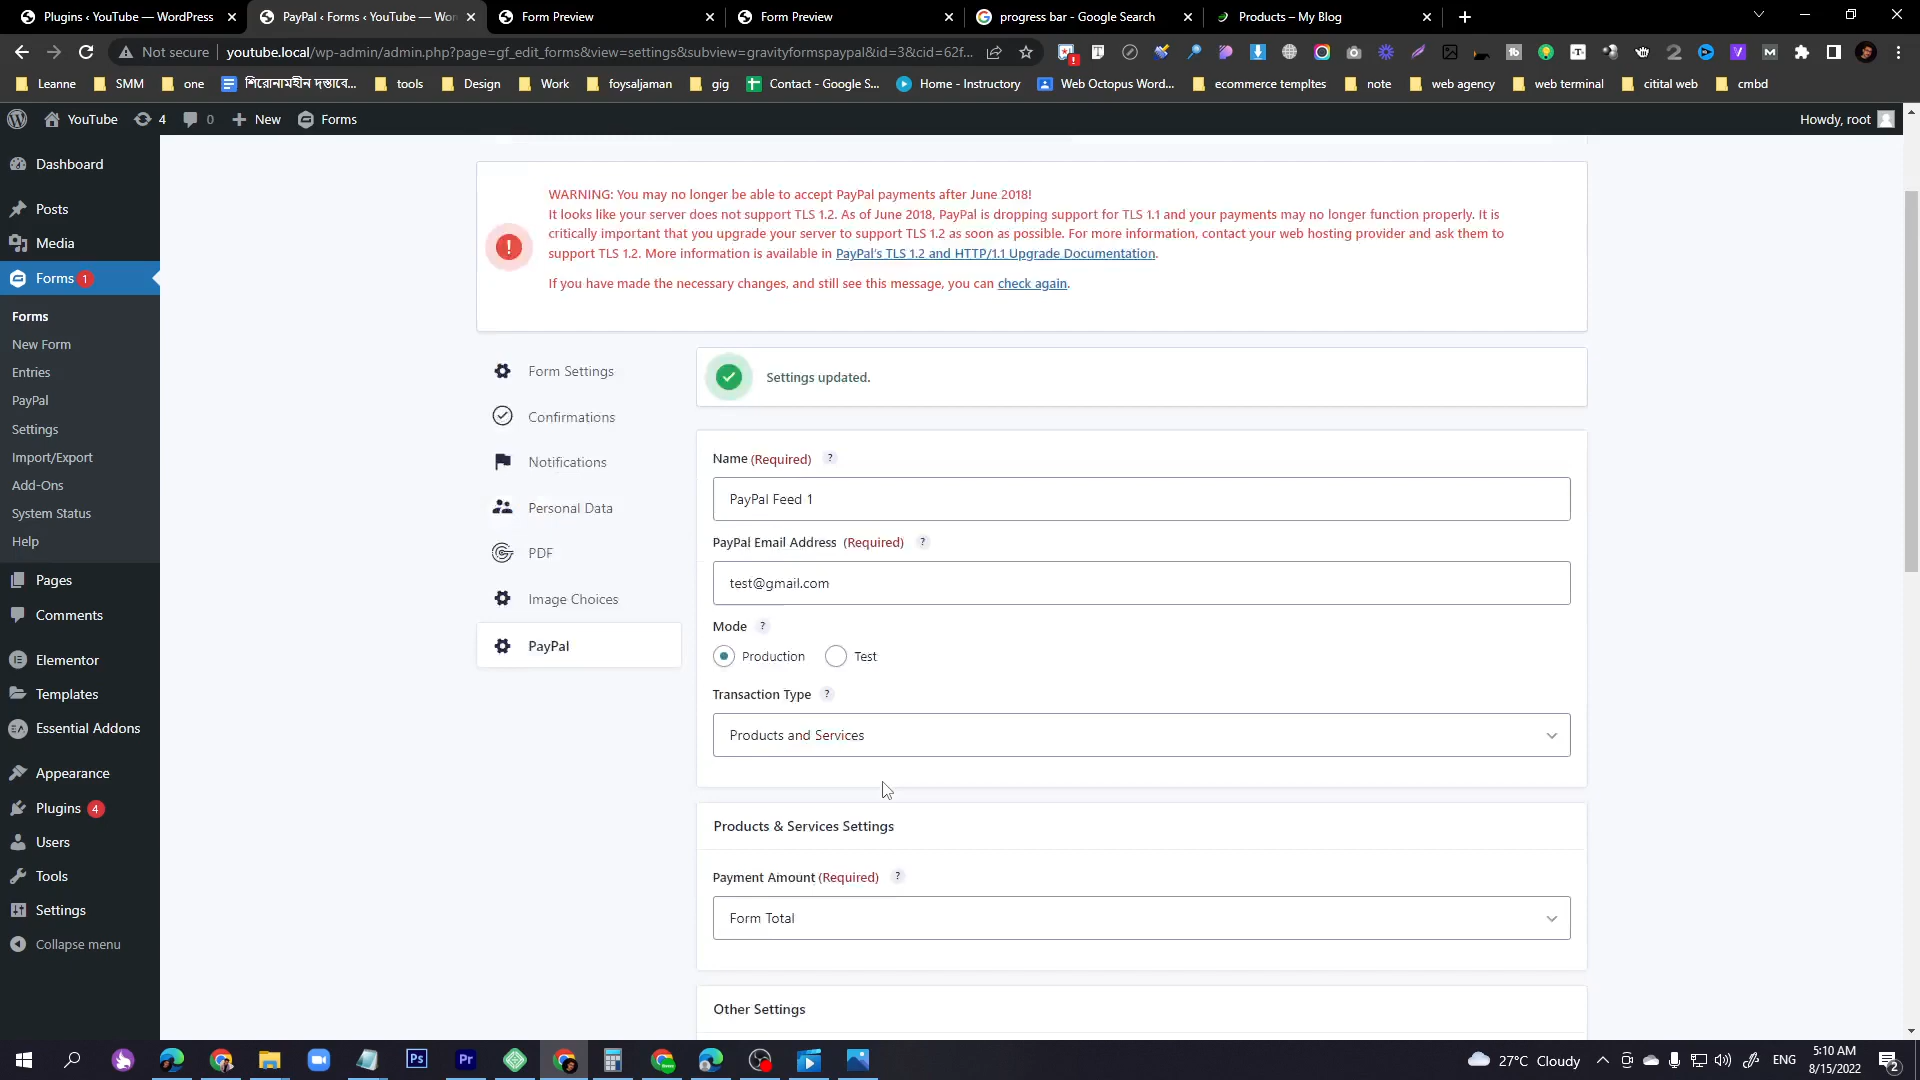 Plugins ‹ YouTube — WordPress
PayPal ‹ Forms ‹ YouTube — Wor
Form Preview
Form Preview
progress bar - Google Search
Products – My Blog
Not secure
youtube.local/wp-admin/admin.php?page=gf_edit_forms&view=settings&subview=gravityformspaypal&id=3&cid=62f...
Leanne
SMM
one
শিরোনামহীন দস্তাবে...
tools
Design
Work
foysaljaman
gig
Contact - Google S...
Home - Instructory
Web Octopus Word...
ecommerce templtes
note
web agency
web terminal
citital web
cmbd
YouTube
4
0
New
Forms
Howdy, root
Dashboard
Posts
Media
Forms 1
Forms
New Form
Entries
PayPal
Settings
Import/Export
Add-Ons
System Status
Help
Pages
Comments
Elementor
Templates
Essential Addons
Appearance
Plugins 4
Users
Tools
Settings
Collapse menu
WARNING: You may no longer be able to accept PayPal payments after June 2018!
It looks like your server does not support TLS 1.2. As of June 2018, PayPal is dropping support for TLS 1.1 and your payments may no longer function properly. It is
critically important that you upgrade your server to support TLS 1.2 as soon as possible. For more information, contact your web hosting provider and ask them to
support TLS 1.2. More information is available in PayPal's TLS 1.2 and HTTP/1.1 Upgrade Documentation.
If you have made the necessary changes, and still see this message, you can check again.
Form Settings
Confirmations
Notifications
Personal Data
PDF
Image Choices
PayPal
Settings updated.
Name (Required) ?
PayPal Feed 1
PayPal Email Address (Required) ?
test@gmail.com
Mode ?
Production
Test
Transaction Type ?
Products and Services
Products & Services Settings
Payment Amount (Required) ?
Form Total
Other Settings
Ps
Pr
27°C Cloudy
ENG
5:10 AM
8/15/2022
2